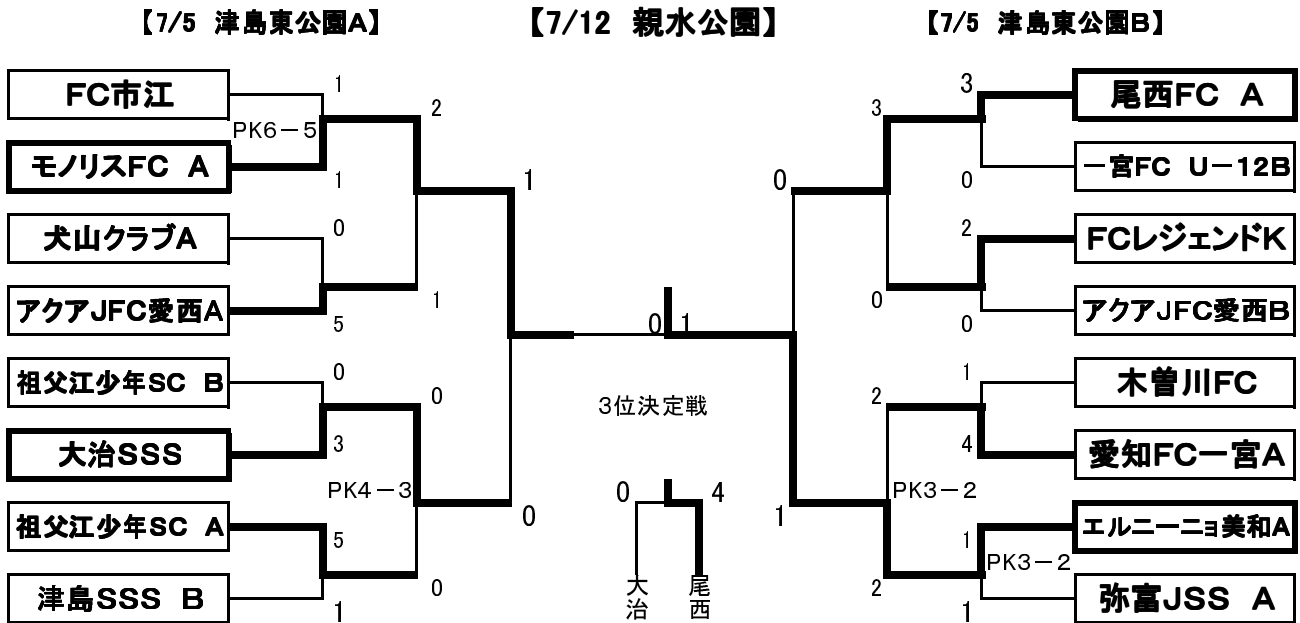 【7/5 津島東公園A】
【7/12 親水公園】
【7/5 津島東公園B】
FC市江
1
PK6－5
モノリスFC A
1
2
犬山クラブA
0
アクアJFC愛西A
5
1
1
祖父江少年SC B
0
大治SSS
3
0
PK4－3
祖父江少年SC A
5
津島SSS B
1
0
0
0 1
3位決定戦
0 4
大治
尾西
3
尾西FC A
3
一宮FC U－12B
0
0
2
FCレジェンドK
アクアJFC愛西B
0
0
1
木曽川FC
2
4
愛知FC一宮A
PK3－2
1
エルニーニョ美和A
1
PK3－2
弥富JSS A
2
1